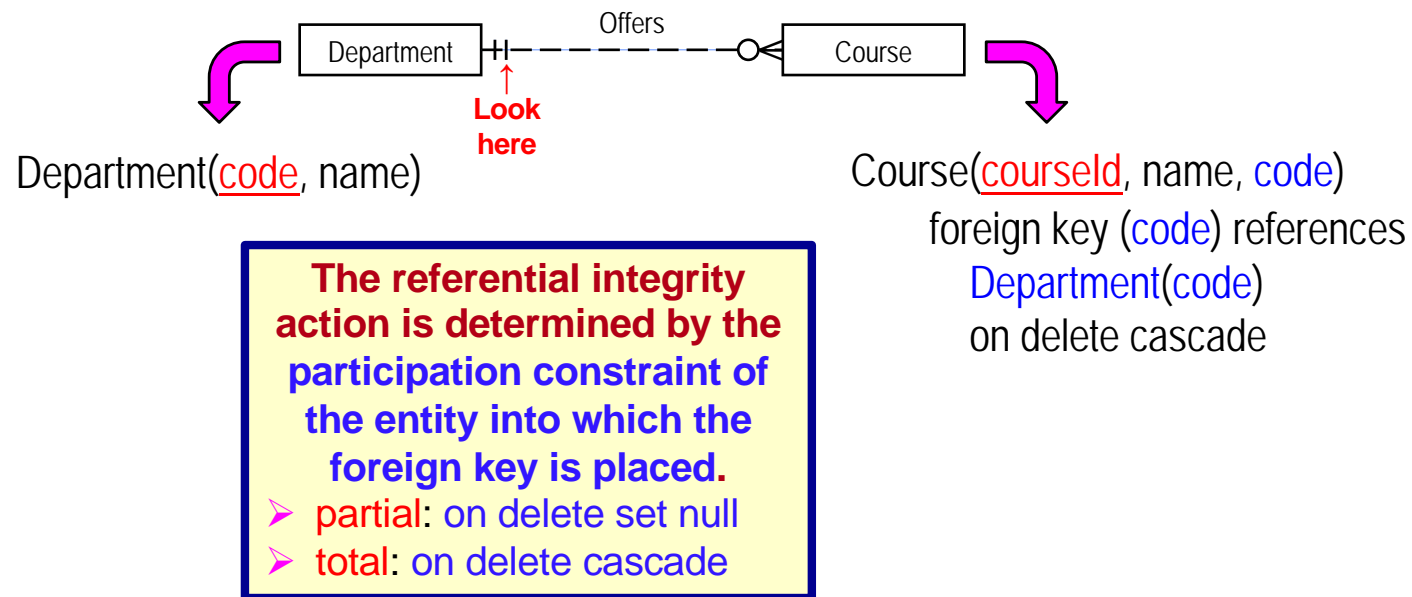 Offers
Department
Course
↑
Look
here
Department(code, name)
Course(courseId, name, code)
foreign key (code) references
Department(code)
on delete cascade
The referential integrity
action is determined by the
participation constraint of
the entity into which the
foreign key is placed.
➢ partial: on delete set null
➢ total: on delete cascade